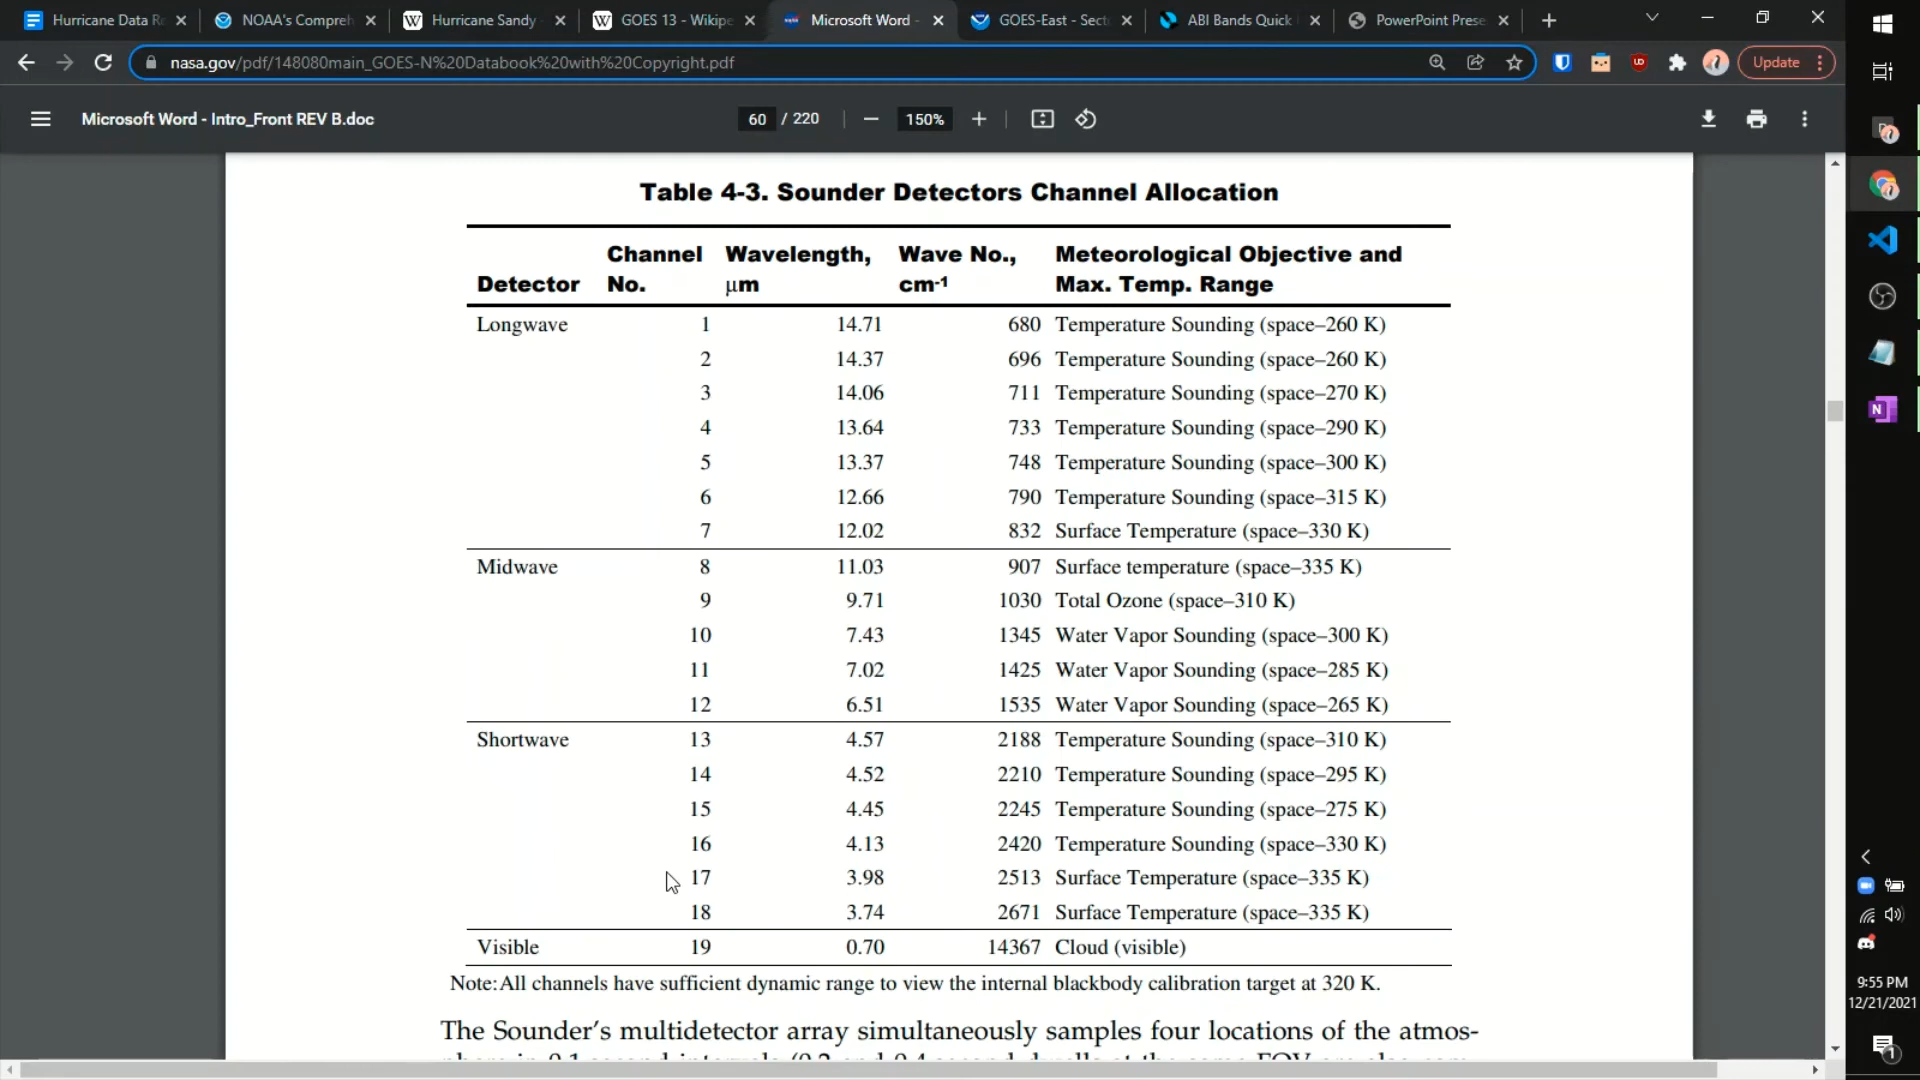 Hurricane Data R
NOAA's Compreh
Hurricane Sandy
GOES 13 - Wikipe
Microsoft Word -
GOES-East - Sect
ABI Bands Quick
PowerPoint Prese
nasa.gov/pdf/148080main_GOES-N%20Databook%20with%20Copyright.pdf
Update
Microsoft Word - Intro_Front REV B.doc
60 / 220
150%
Table 4-3. Sounder Detectors Channel Allocation
Detector Channel No. Wavelength, µm Wave No., cm-1 Meteorological Objective and Max. Temp. Range
Longwave 1 14.71 680 Temperature Sounding (space–260 K)
2 14.37 696 Temperature Sounding (space–260 K)
3 14.06 711 Temperature Sounding (space–270 K)
4 13.64 733 Temperature Sounding (space–290 K)
5 13.37 748 Temperature Sounding (space–300 K)
6 12.66 790 Temperature Sounding (space–315 K)
7 12.02 832 Surface Temperature (space–330 K)
Midwave 8 11.03 907 Surface temperature (space–335 K)
9 9.71 1030 Total Ozone (space–310 K)
10 7.43 1345 Water Vapor Sounding (space–300 K)
11 7.02 1425 Water Vapor Sounding (space–285 K)
12 6.51 1535 Water Vapor Sounding (space–265 K)
Shortwave 13 4.57 2188 Temperature Sounding (space–310 K)
14 4.52 2210 Temperature Sounding (space–295 K)
15 4.45 2245 Temperature Sounding (space–275 K)
16 4.13 2420 Temperature Sounding (space–330 K)
17 3.98 2513 Surface Temperature (space–335 K)
18 3.74 2671 Surface Temperature (space–335 K)
Visible 19 0.70 14367 Cloud (visible)
Note: All channels have sufficient dynamic range to view the internal blackbody calibration target at 320 K.
The Sounder's multidetector array simultaneously samples four locations of the atmos-
9:55 PM
12/21/2021
1